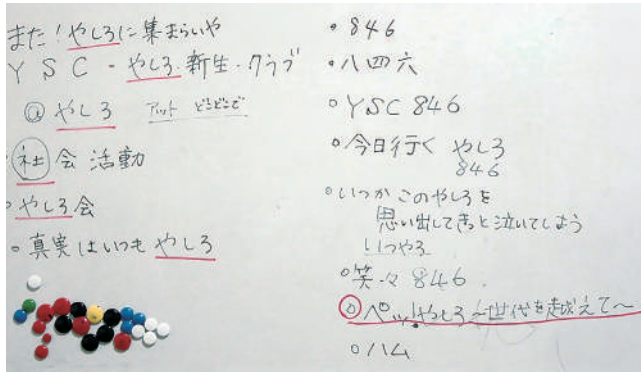 また!やしろに集まらいや
YSC - やしろ・新生・クラブ
@ やしろ アット どこどこで
・社会活動
・やしろ会
・真実はいつもやしろ
・846
・八四六
・YSC 846
・今日行く やしろ
846
・いつか このやしろを
思い出してきっと泣いてしまう
いつやろ
・笑々 846.
・やしろ 〜世代を越えて〜
・ハム